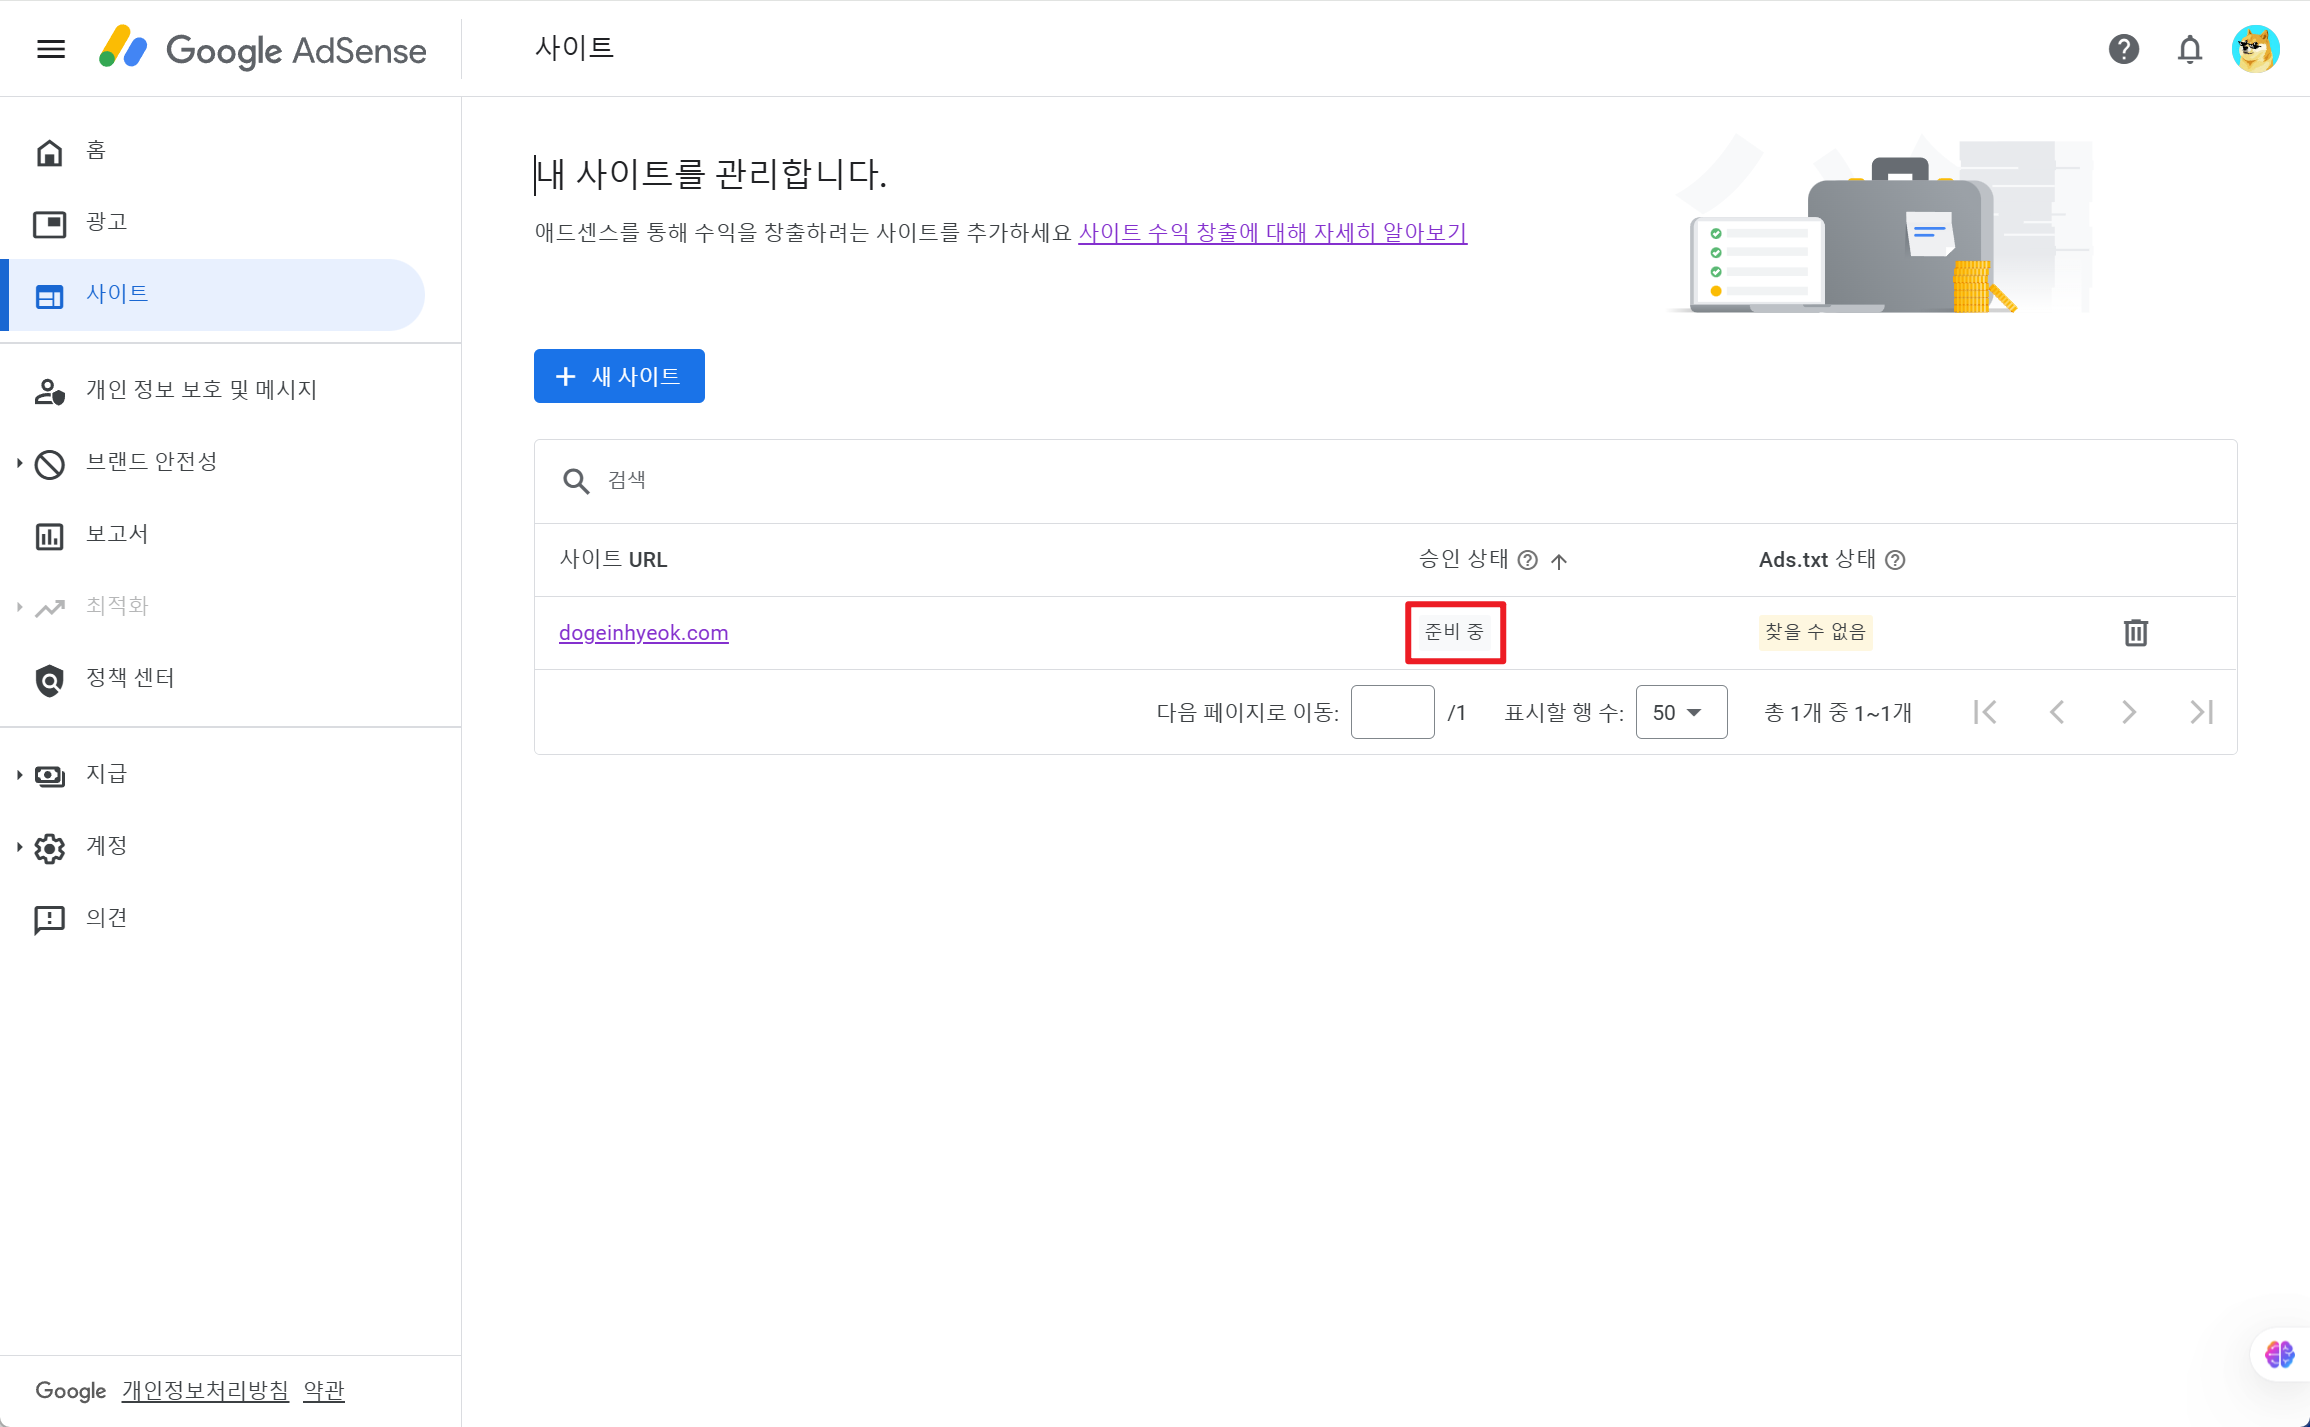 Google AdSense
사이트
홈
광고
사이트
개인 정보 보호 및 메시지
브랜드 안전성
보고서
최적화
정책 센터
지급
계정
의견
Google 개인정보처리방침 약관
내 사이트를 관리합니다.
애드센스를 통해 수익을 창출하려는 사이트를 추가하세요 사이트 수익 창출에 대해 자세히 알아보기
+ 새 사이트
검색
사이트 URL 승인 상태 Ads.txt 상태
dogeinhyeok.com 준비 중 찾을 수 없음
다음 페이지로 이동: /1 표시할 행 수: 50 총 1개 중 1~1개